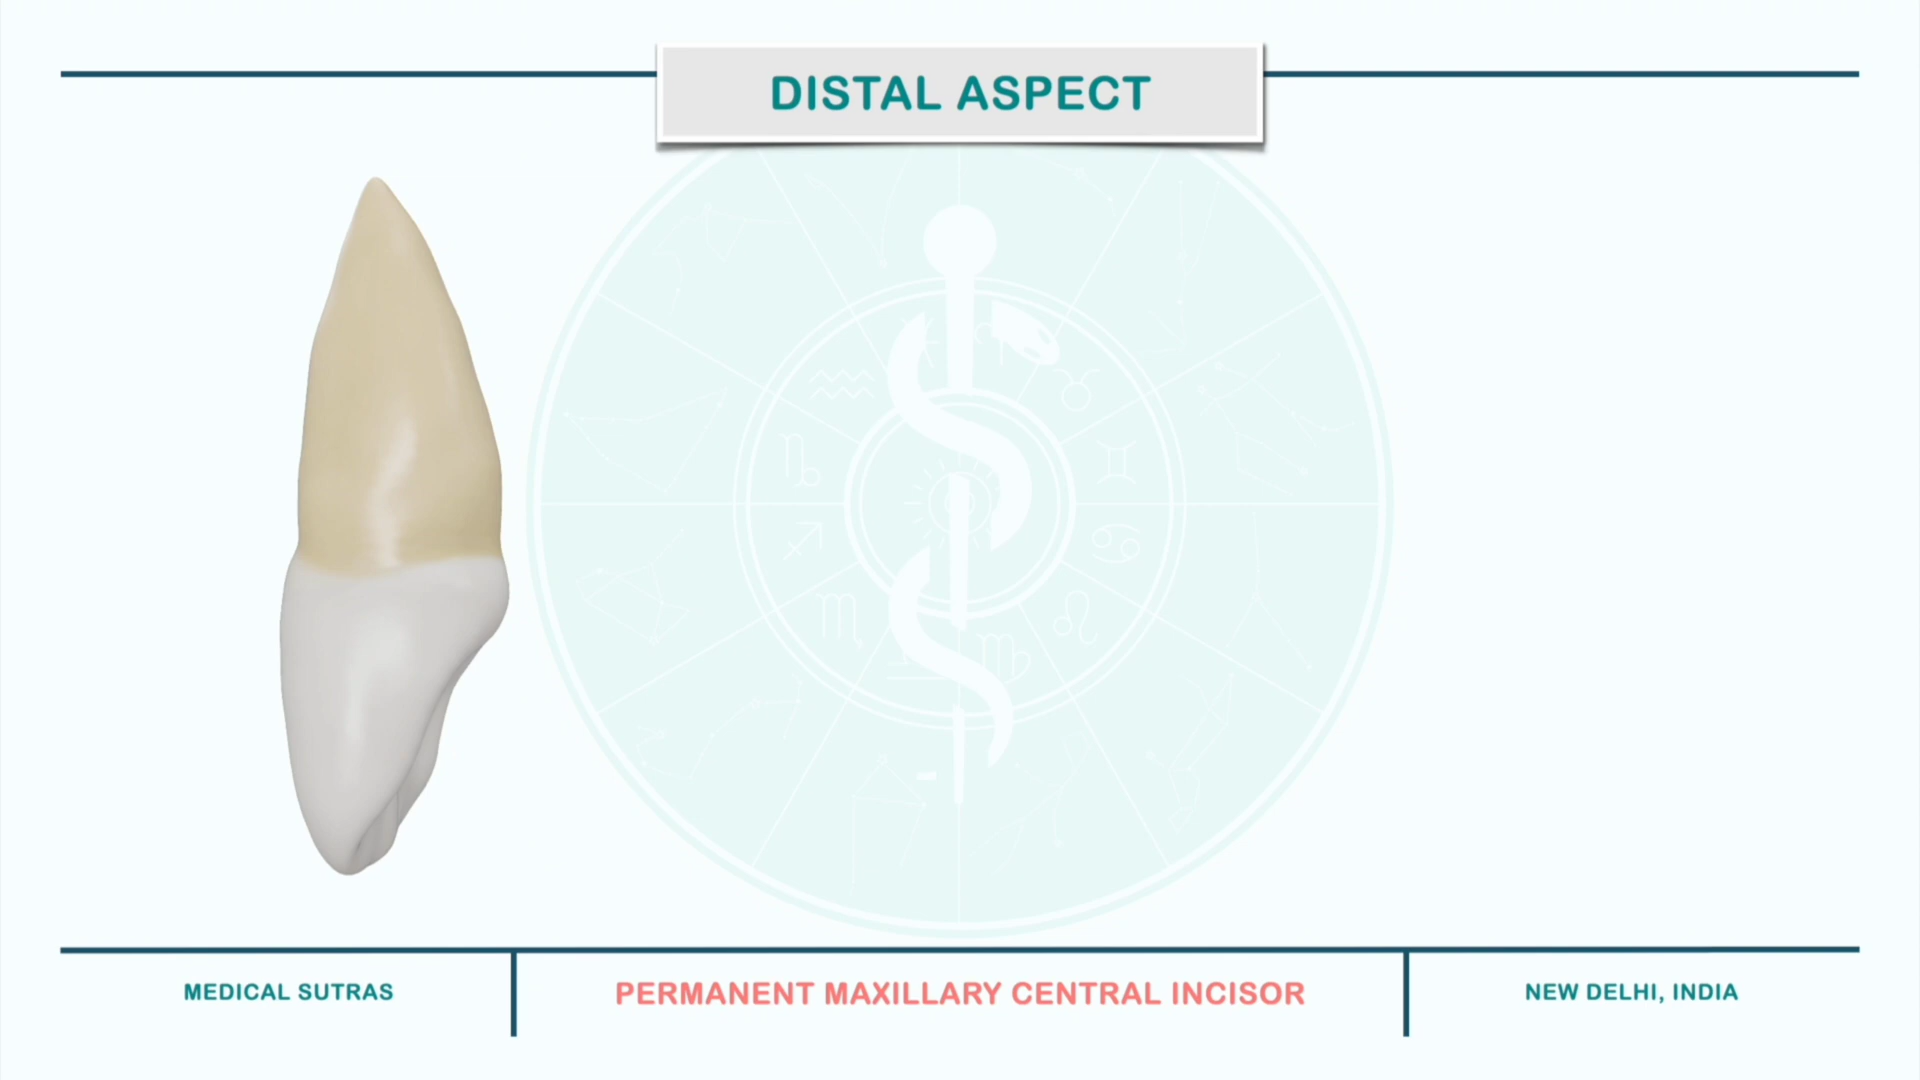 DISTAL ASPECT
MEDICAL SUTRAS
PERMANENT MAXILLARY CENTRAL INCISOR
NEW DELHI, INDIA